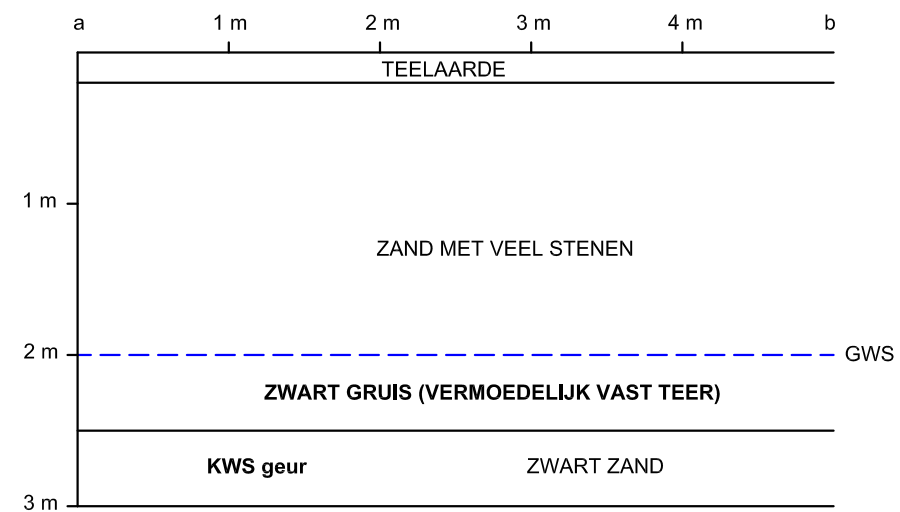 a 1 m 2 m 3 m 4 m b
TEELAARDE
1 m
ZAND MET VEEL STENEN
2 m GWS
ZWART GRUIS (VERMOEDELIJK VAST TEER)
KWS geur ZWART ZAND
3 m